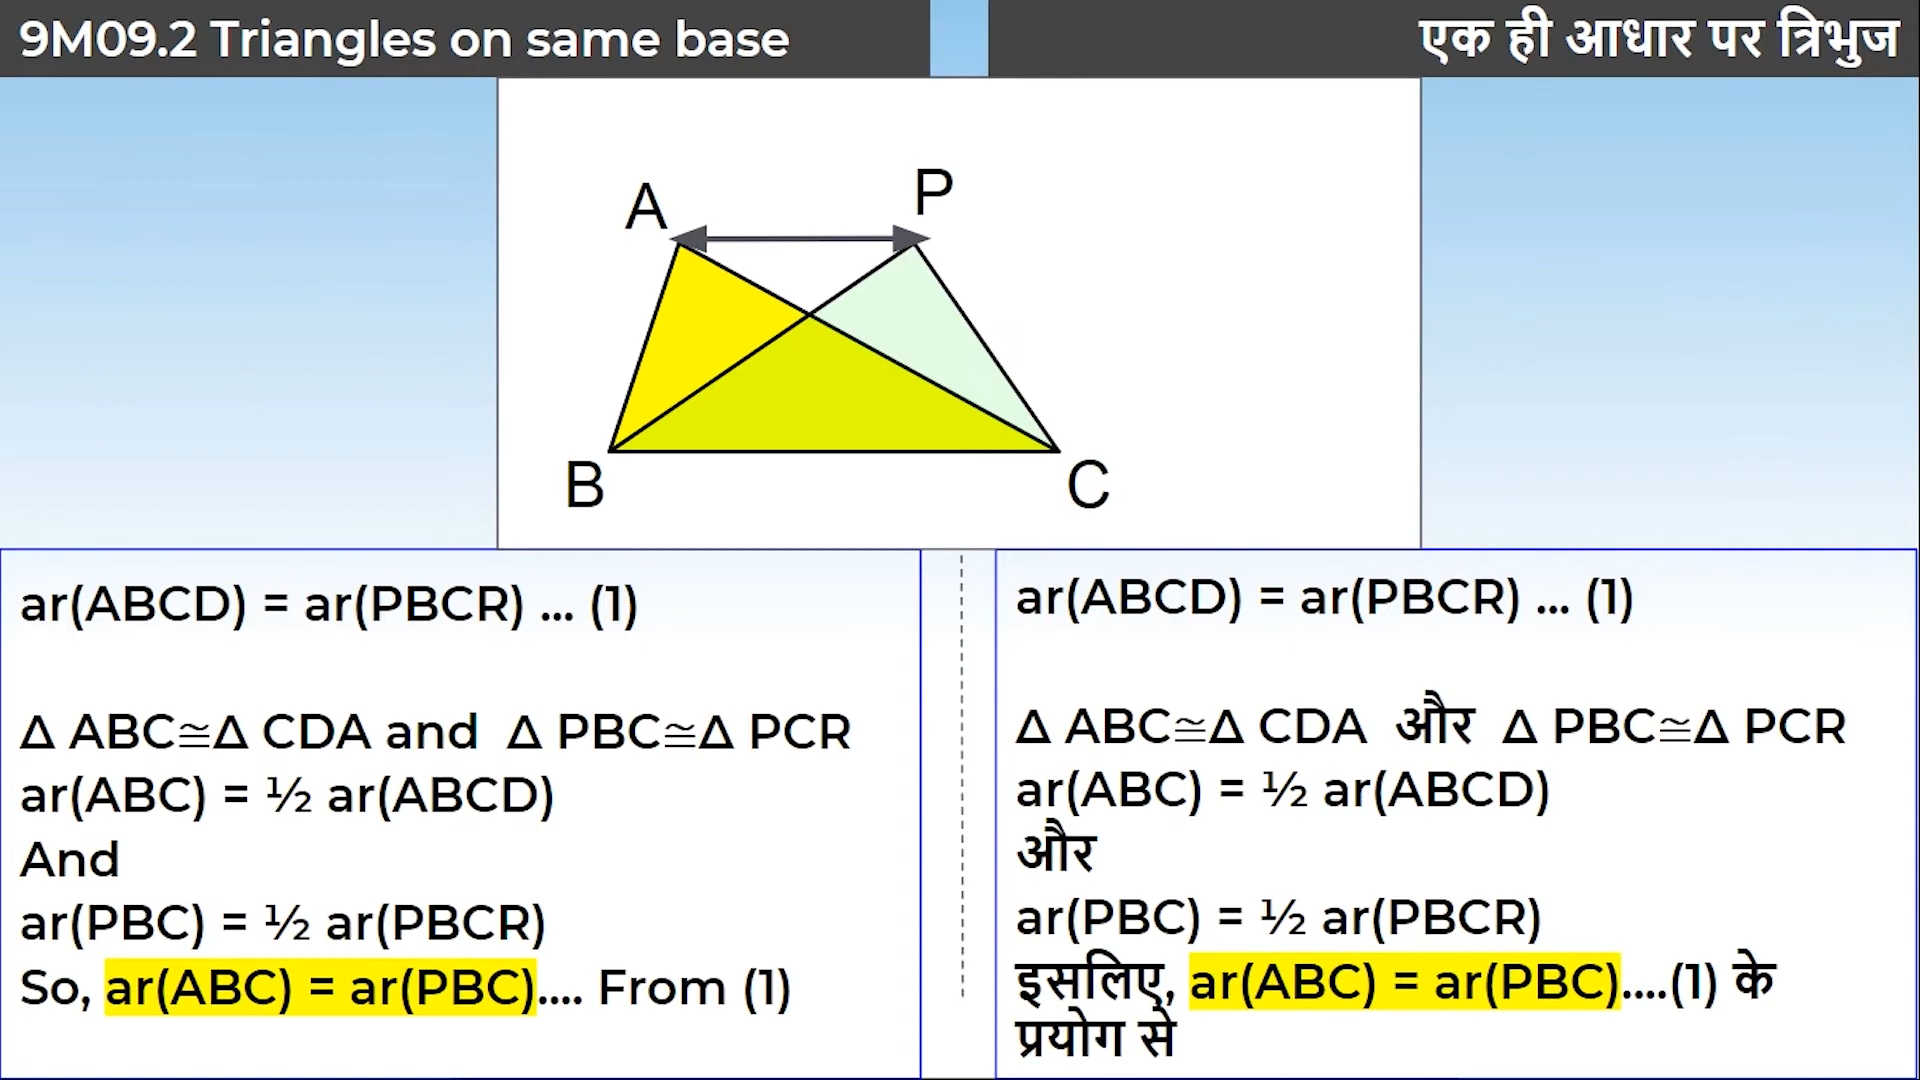 9M09.2 Triangles on same base
एक ही आधार पर त्रिभुज
A
P
B
C
ar(ABCD) = ar(PBCR) ... (1)
Δ ABC≅Δ CDA and Δ PBC≅Δ PCR
ar(ABC) = ½ ar(ABCD)
And
ar(PBC) = ½ ar(PBCR)
So, ar(ABC) = ar(PBC).... From (1)
ar(ABCD) = ar(PBCR) ... (1)
Δ ABC≅Δ CDA और Δ PBC≅Δ PCR
ar(ABC) = ½ ar(ABCD)
और
ar(PBC) = ½ ar(PBCR)
इसलिए, ar(ABC) = ar(PBC)....(1) के
प्रयोग से